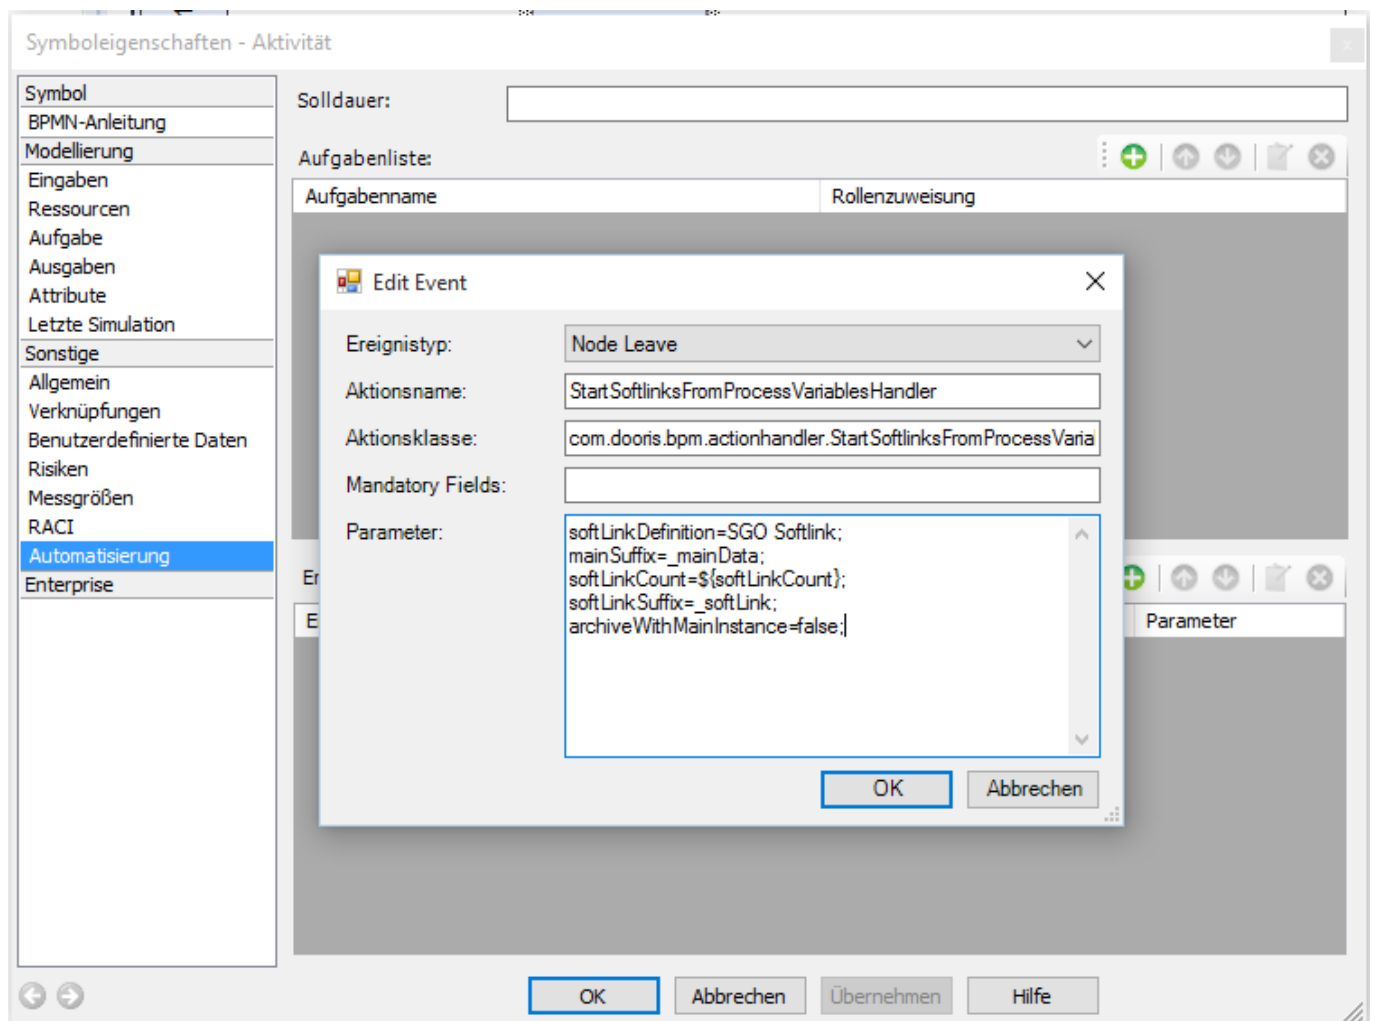 Symboleigenschaften - Aktivität
Symbol
BPMN-Anleitung
Modellierung
Eingaben
Ressourcen
Aufgabe
Ausgaben
Attribute
Letzte Simulation
Sonstige
Allgemein
Verknüpfungen
Benutzerdefinierte Daten
Risiken
Messgrößen
RACI
Automatisierung
Enterprise
Solldauer:
Aufgabenliste:
Aufgabenname Rollenzuweisung
Edit Event
Ereignistyp: Node Leave
Aktionsname: StartSoftlinksFromProcessVariablesHandler
Aktionsklasse: com.dooris.bpm.actionhandler.StartSoftlinksFromProcessVaria
Mandatory Fields:
Parameter: softLinkDefinition=SGO Softlink;
mainSuffix=_mainData;
softLinkCount=${softLinkCount};
softLinkSuffix=_softLink;
archiveWithMainInstance=false;
OK Abbrechen
Er
E Parameter
OK Abbrechen Übernehmen Hilfe